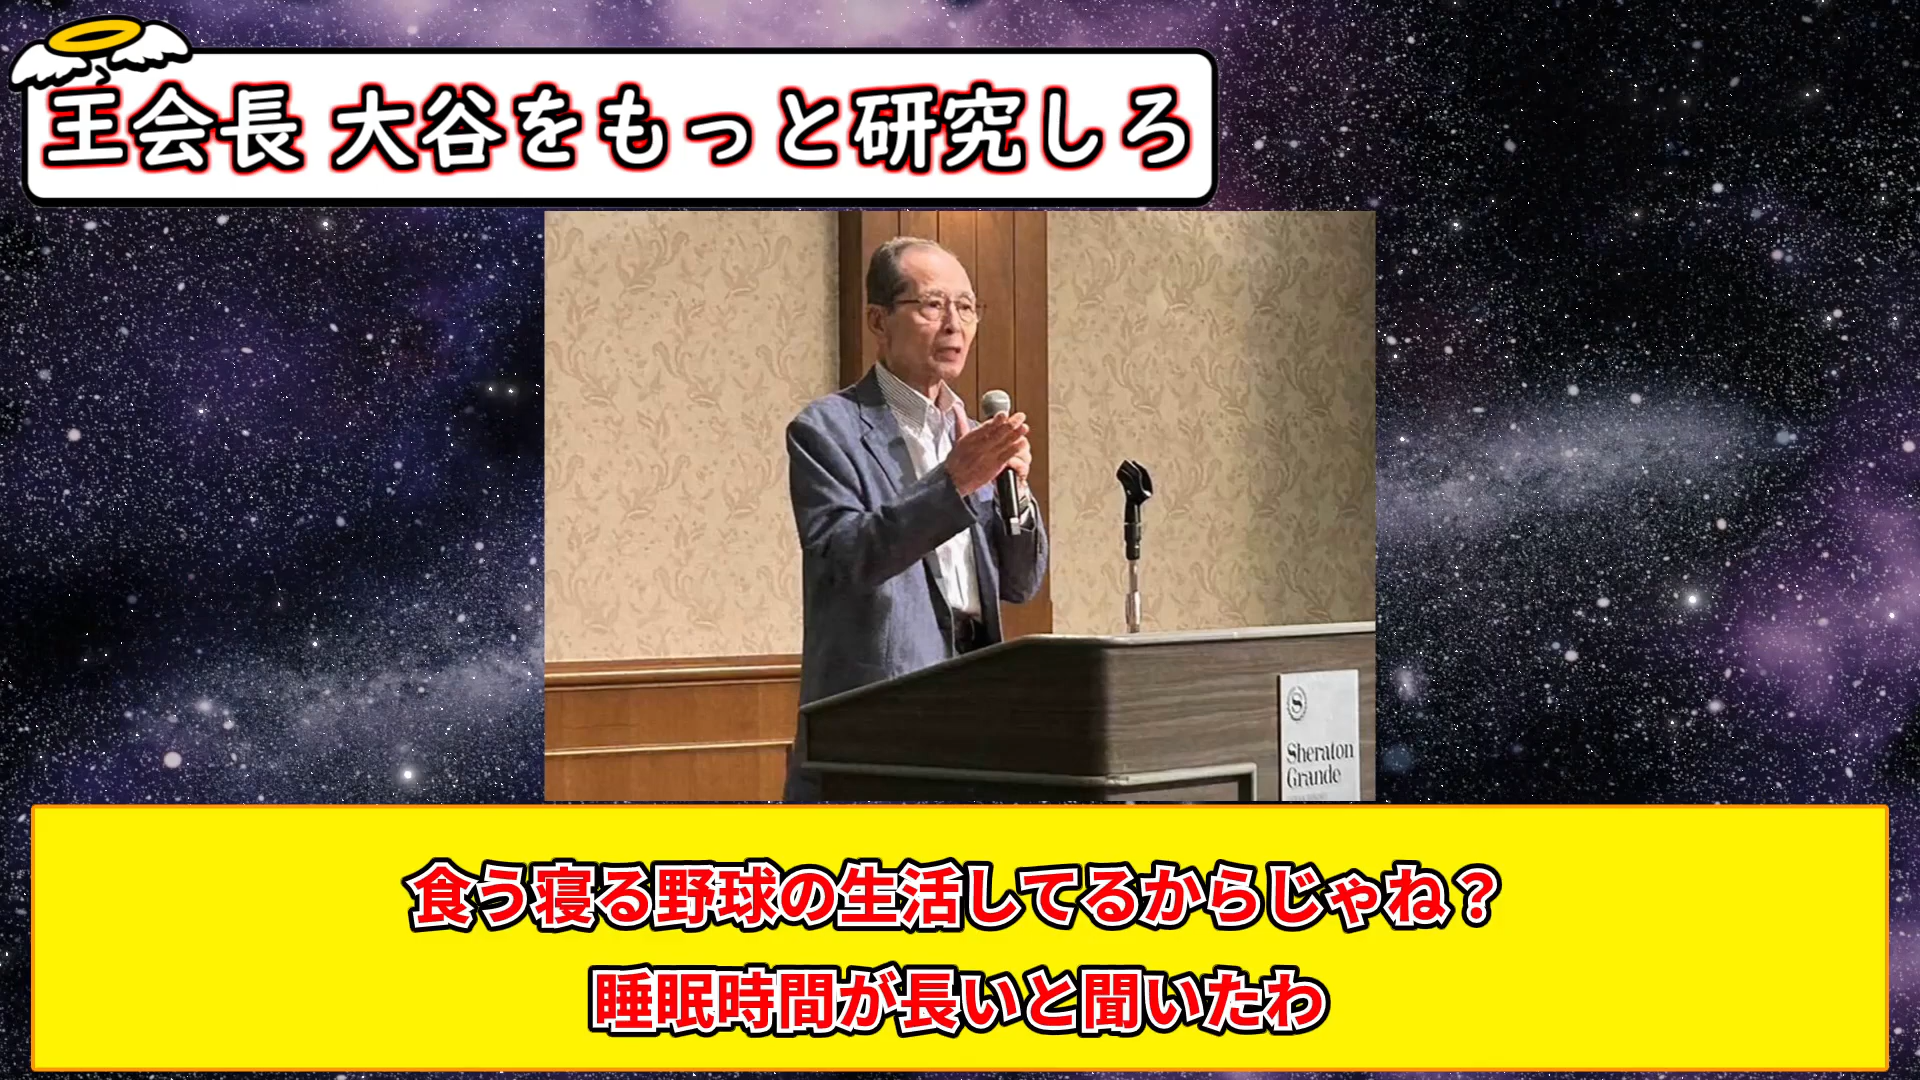 王会長 大谷をもっと研究しろ
Sheraton
Grande
食う寝る野球の生活してるからじゃね？
睡眠時間が長いと聞いたわ